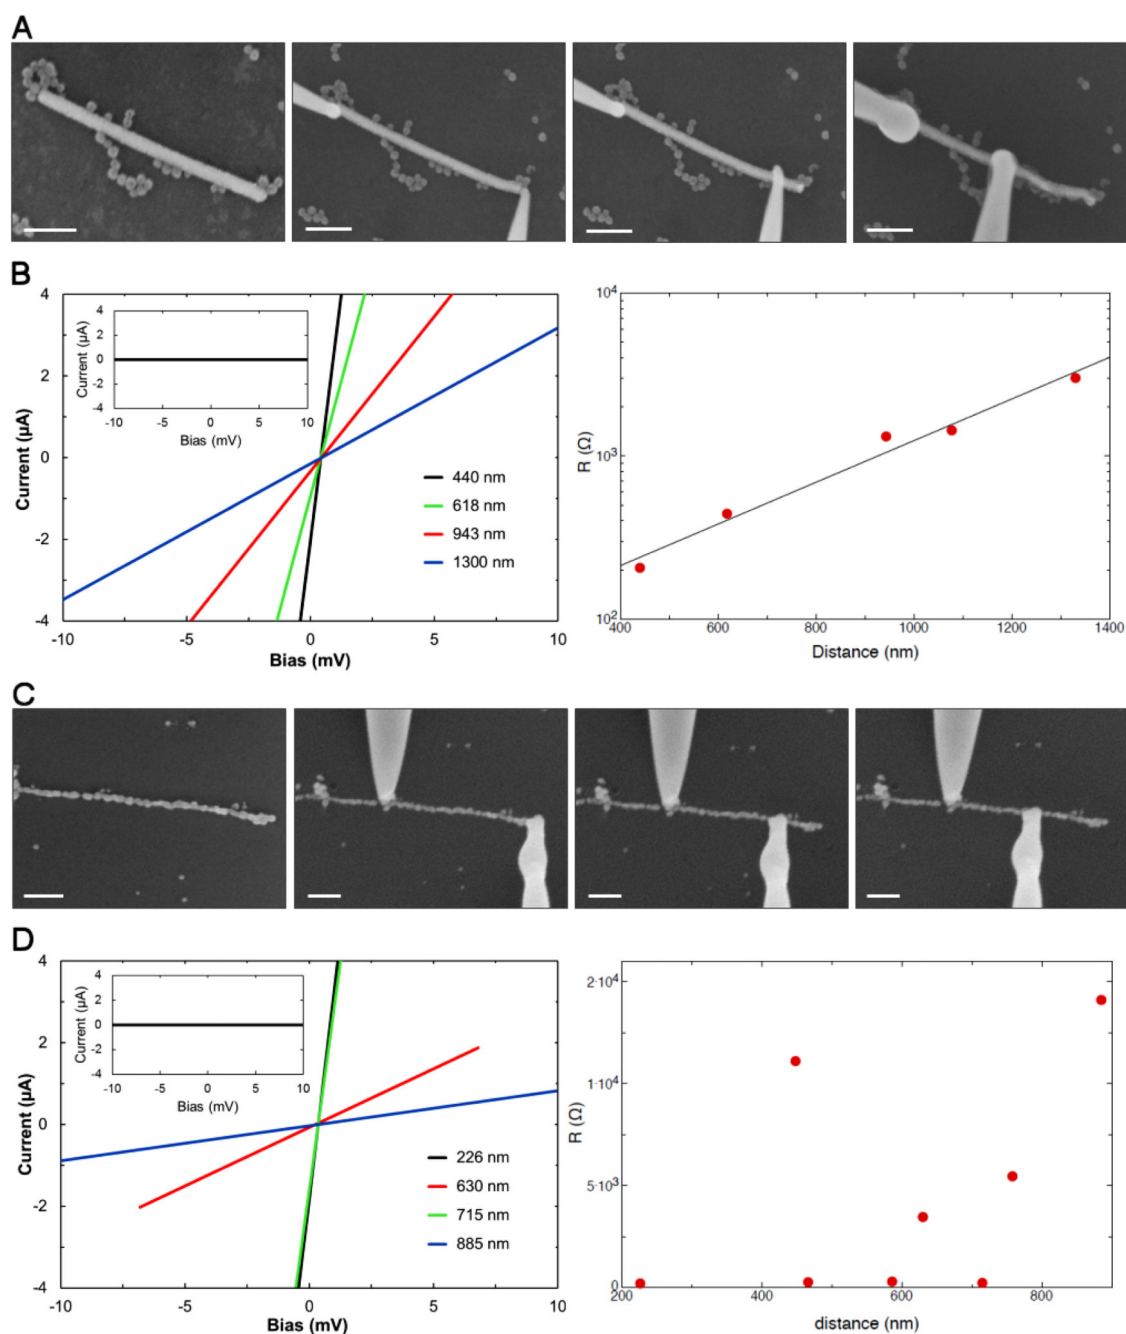 A
B
Current (µA)
4
2
0
-2
-4
-10
-5
0
5
10
Bias (mV)
Current (µA)
4
2
0
-2
-4
-10
-5
0
5
10
Bias (mV)
440 nm
618 nm
943 nm
1300 nm
R (Ω)
10⁴
10³
10²
400
600
800
1000
1200
1400
Distance (nm)
C
D
Current (µA)
4
2
0
-2
-4
-10
-5
0
5
10
Bias (mV)
Current (µA)
4
2
0
-2
-4
-10
-5
0
5
10
Bias (mV)
226 nm
630 nm
715 nm
885 nm
R (Ω)
2·10⁴
1·10⁴
5·10³
0
200
400
600
800
distance (nm)